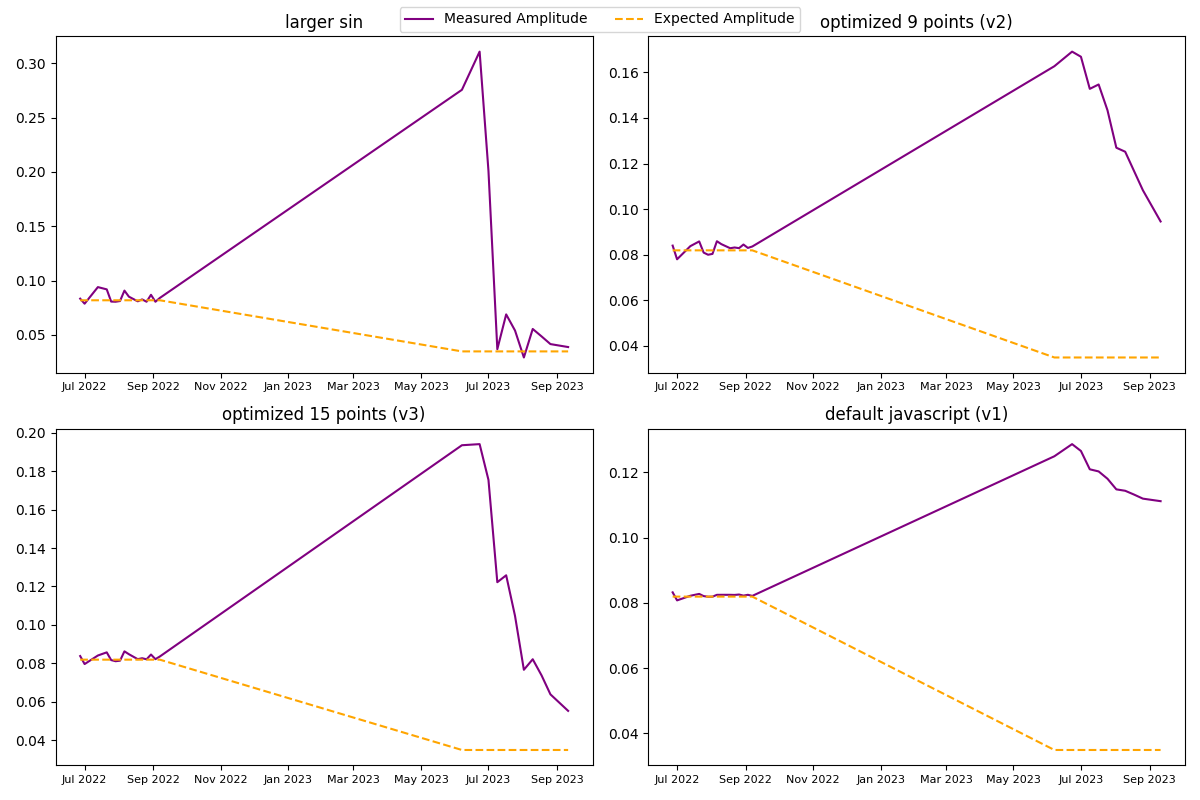 larger sin
Measured Amplitude
Expected Amplitude
optimized 9 points (v2)
0.30
0.25
0.20
0.15
0.10
0.05
Jul 2022 Sep 2022 Nov 2022 Jan 2023 Mar 2023 May 2023 Jul 2023 Sep 2023
0.16
0.14
0.12
0.10
0.08
0.06
0.04
Jul 2022 Sep 2022 Nov 2022 Jan 2023 Mar 2023 May 2023 Jul 2023 Sep 2023
optimized 15 points (v3)
0.20
0.18
0.16
0.14
0.12
0.10
0.08
0.06
0.04
Jul 2022 Sep 2022 Nov 2022 Jan 2023 Mar 2023 May 2023 Jul 2023 Sep 2023
default javascript (v1)
0.12
0.10
0.08
0.06
0.04
Jul 2022 Sep 2022 Nov 2022 Jan 2023 Mar 2023 May 2023 Jul 2023 Sep 2023